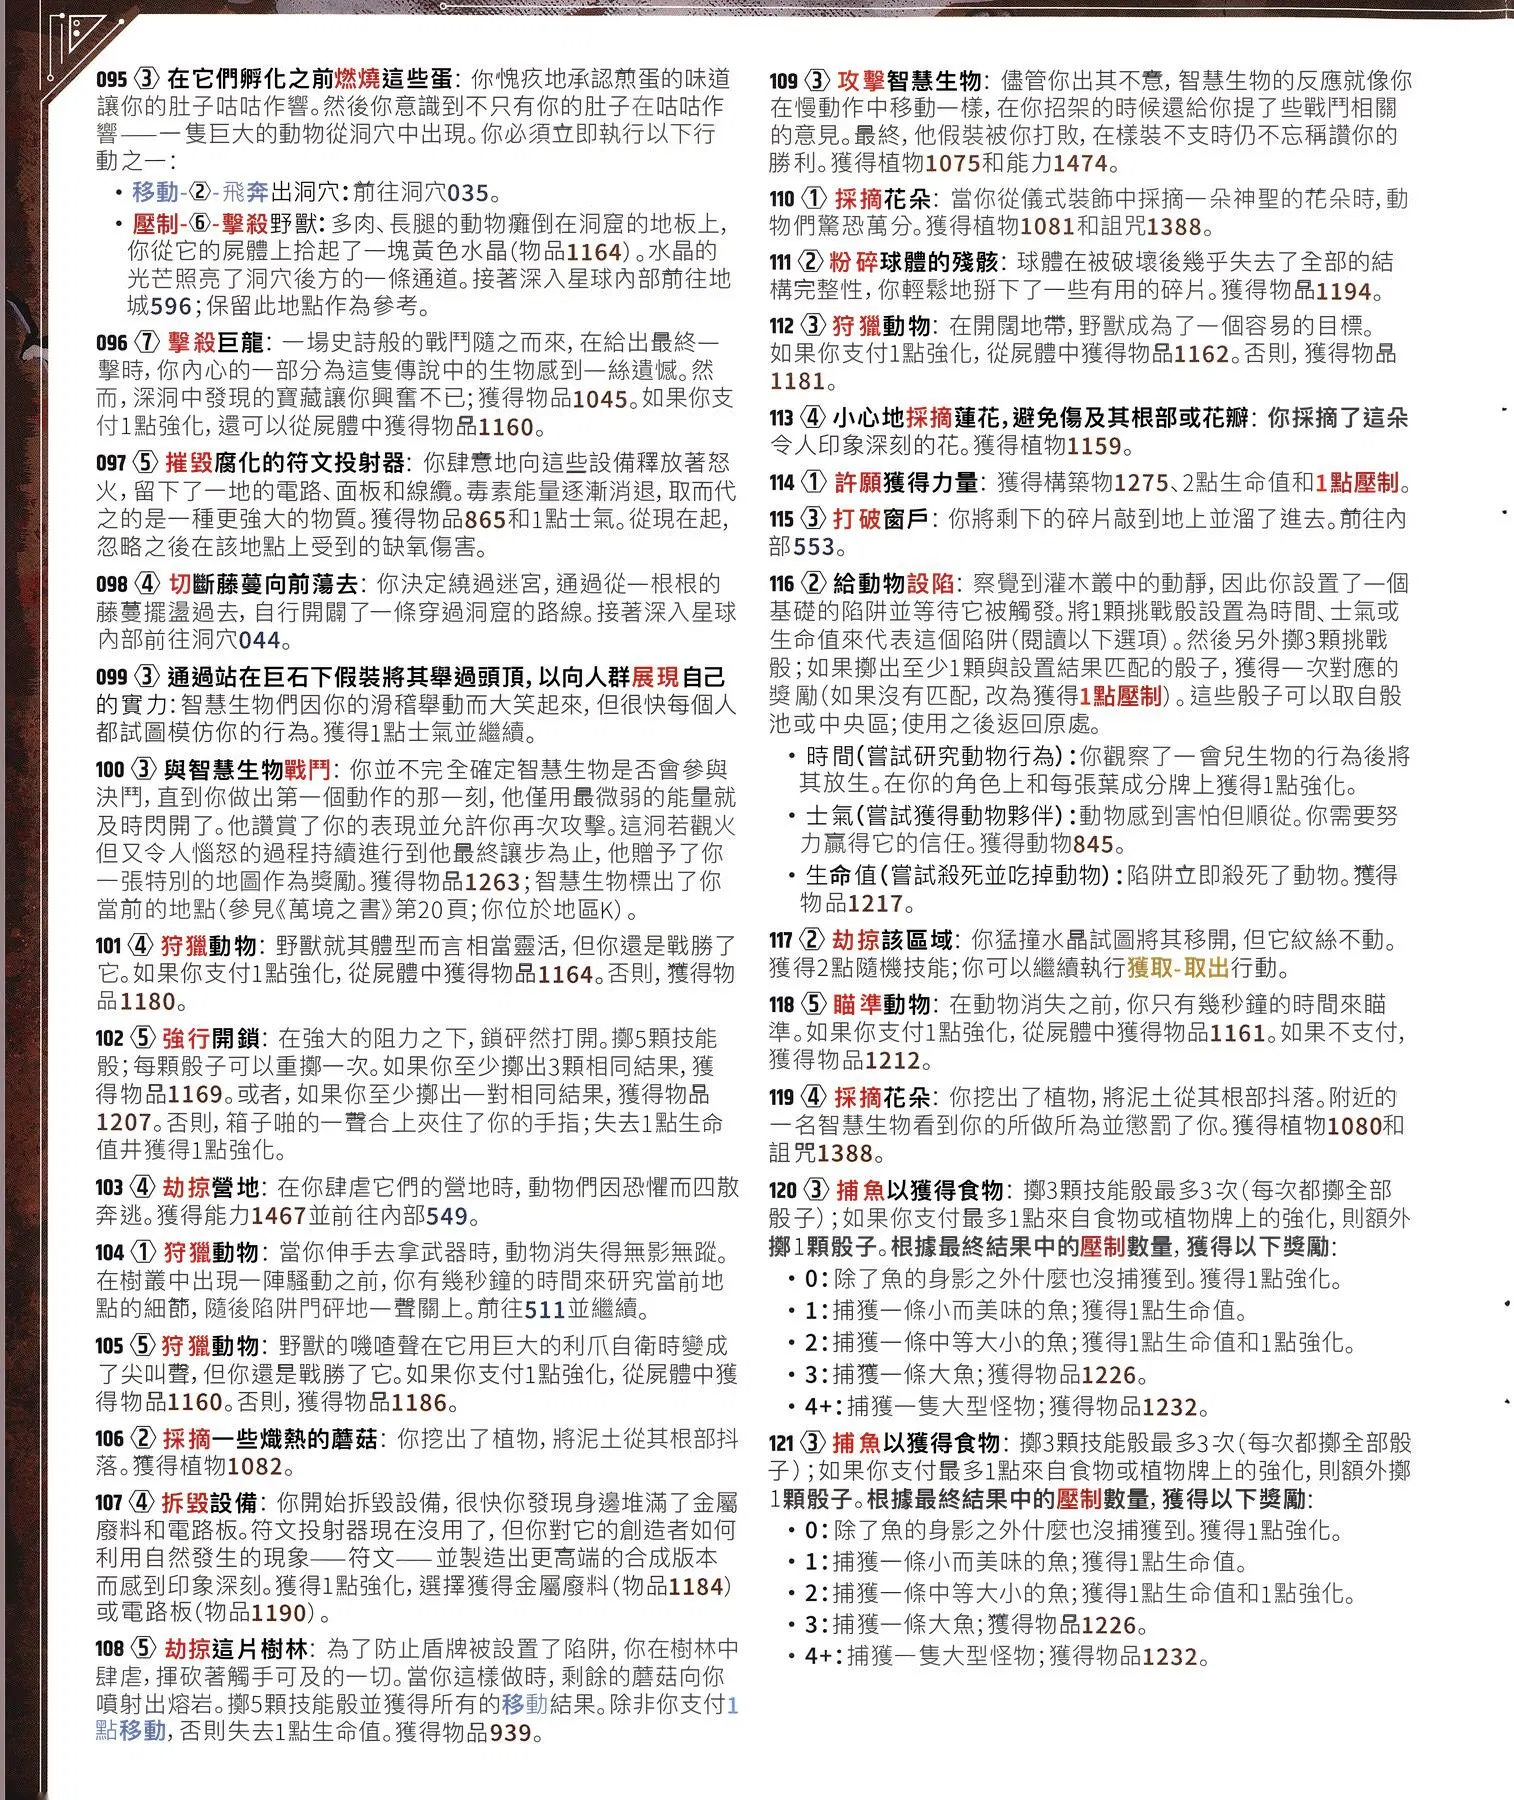 095 ③ 在它們孵化之前燃燒這些蛋：你愧疚地承認煎蛋的味道
讓你的肚子咕咕作響。然後你意識到不只有你的肚子在咕咕作
響——一隻巨大的動物從洞穴中出現。你必須立即執行以下行
動之一：
• 移動-②-飛奔出洞穴：前往洞穴035。
• 壓制-⑥-擊殺野獸：多肉、長腿的動物癱倒在洞窟的地板上，
你從它的屍體上拾起了一塊黃色水晶（物品1164）。水晶的
光芒照亮了洞穴後方的一條通道。接著深入星球內部前往地
城596；保留此地點作為參考。
096 ⑦ 擊殺巨龍：一場史詩般的戰鬥隨之而來，在給出最終一
擊時，你內心的一部分為這隻傳說中的生物感到一絲遺憾。然
而，深洞中發現的寶藏讓你興奮不已；獲得物品1045。如果你支
付1點強化，還可以從屍體中獲得物品1160。
097 ⑤ 摧毀腐化的符文投射器：你肆意地向這些設備釋放著怒
火，留下了一地的電路、面板和線纜。毒素能量逐漸消退，取而代
之的是一種更強大的物質。獲得物品865和1點士氣。從現在起，
忽略之後在該地點上受到的缺氧傷害。
098 ④ 切斷藤蔓向前蕩去：你決定繞過迷宮，通過從一根根的
藤蔓擺盪過去，自行開闢了一條穿過洞窟的路線。接著深入星球
內部前往洞穴044。
099 ③ 通過站在巨石下假裝將其舉過頭頂，以向人群展現自己
的實力：智慧生物們因你的滑稽舉動而大笑起來，但很快每個人
都試圖模仿你的行為。獲得1點士氣並繼續。
100 ③ 與智慧生物戰鬥：你並不完全確定智慧生物是否會參與
決鬥，直到你做出第一個動作的那一刻，他僅用最微弱的能量就
及時閃開了。他讚賞了你的表現並允許你再次攻擊。這洞若觀火
但又令人惱怒的過程持續進行到他最終讓步為止，他贈予了你
一張特別的地圖作為獎勵。獲得物品1263；智慧生物標出了你
當前的地點（參見《萬境之書》第20頁；你位於地區K）。
101 ④ 狩獵動物：野獸就其體型而言相當靈活，但你還是戰勝了
它。如果你支付1點強化，從屍體中獲得物品1164。否則，獲得物
品1180。
102 ⑤ 強行開鎖：在強大的阻力之下，鎖砰然打開。擲5顆技能
骰；每顆骰子可以重擲一次。如果你至少擲出3顆相同結果，獲
得物品1169。或者，如果你至少擲出一對相同結果，獲得物品
1207。否則，箱子啪的一聲合上夾住了你的手指；失去1點生命
值井獲得1點強化。
103 ④ 劫掠營地：在你肆虐它們的營地時，動物們因恐懼而四散
奔逃。獲得能力1467並前往內部549。
104 ① 狩獵動物：當你伸手去拿武器時，動物消失得無影無蹤。
在樹叢中出現一陣騷動之前，你有幾秒鐘的時間來研究當前地
點的細節，隨後陷阱門砰地一聲關上。前往511並繼續。
105 ⑤ 狩獵動物：野獸的嘰喳聲在它用巨大的利爪自衛時變成
了尖叫聲，但你還是戰勝了它。如果你支付1點強化，從屍體中獲
得物品1160。否則，獲得物品1186。
106 ② 採摘一些熾熱的蘑菇：你挖出了植物，將泥土從其根部抖
落。獲得植物1082。
107 ④ 拆毀設備：你開始拆毀設備，很快你發現身邊堆滿了金屬
廢料和電路板。符文投射器現在沒用了，但你對它的創造者如何
利用自然發生的現象——符文——並製造出更高端的合成版本
而感到印象深刻。獲得1點強化，選擇獲得金屬廢料（物品1184）
或電路板（物品1190）。
108 ⑤ 劫掠這片樹林：為了防止盾牌被設置了陷阱，你在樹林中
肆虐，揮砍著觸手可及的一切。當你這樣做時，剩餘的蘑菇向你
噴射出熔岩。擲5顆技能骰並獲得所有的移動結果。除非你支付1
點移動，否則失去1點生命值。獲得物品939。
109 ③ 攻擊智慧生物：儘管你出其不意，智慧生物的反應就像你
在慢動作中移動一樣，在你招架的時候還給你提了些戰鬥相關
的意見。最終，他假裝被你打敗，在樣裝不支時仍不忘稱讚你的
勝利。獲得植物1075和能力1474。
110 ① 採摘花朵：當你從儀式裝飾中採摘一朵神聖的花朵時，動
物們驚恐萬分。獲得植物1081和詛咒1388。
111 ② 粉碎球體的殘骸：球體在被破壞後幾乎失去了全部的結
構完整性，你輕鬆地掰下了一些有用的碎片。獲得物品1194。
112 ③ 狩獵動物：在開闊地帶，野獸成為了一個容易的目標。
如果你支付1點強化，從屍體中獲得物品1162。否則，獲得物品
1181。
113 ④ 小心地採摘蓮花，避免傷及其根部或花瓣：你採摘了這朵
令人印象深刻的花。獲得植物1159。
114 ① 許願獲得力量：獲得構築物1275、2點生命值和1點壓制。
115 ③ 打破窗戶：你將剩下的碎片敲到地上並溜了進去。前往內
部553。
116 ② 給動物設陷：察覺到灌木叢中的動靜，因此你設置了一個
基礎的陷阱並等待它被觸發。將1顆挑戰骰設置為時間、士氣或
生命值來代表這個陷阱（閱讀以下選項）。然後另外擲3顆挑戰
骰；如果擲出至少1顆與設置結果匹配的骰子，獲得一次對應的
獎勵（如果沒有匹配，改為獲得1點壓制）。這些骰子可以取自骰
池或中央區；使用之後返回原處。
• 時間（嘗試研究動物行為）：你觀察了一會兒生物的行為後將
其放生。在你的角色上和每張葉成分牌上獲得1點強化。
• 士氣（嘗試獲得動物夥伴）：動物感到害怕但順從。你需要努
力贏得它的信任。獲得動物845。
• 生命值（嘗試殺死並吃掉動物）：陷阱立即殺死了動物。獲得
物品1217。
117 ② 劫掠該區域：你猛撞水晶試圖將其移開，但它紋絲不動。
獲得2點隨機技能；你可以繼續執行獲取-取出行動。
118 ⑤ 瞄準動物：在動物消失之前，你只有幾秒鐘的時間來瞄
準。如果你支付1點強化，從屍體中獲得物品1161。如果不支付，
獲得物品1212。
119 ④ 採摘花朵：你挖出了植物，將泥土從其根部抖落。附近的
一名智慧生物看到你的所做所為並懲罰了你。獲得植物1080和
詛咒1388。
120 ③ 捕魚以獲得食物：擲3顆技能骰最多3次（每次都擲全部
骰子）；如果你支付最多1點來自食物或植物牌上的強化，則額外
擲1顆骰子。根據最終結果中的壓制數量，獲得以下獎勵：
• 0：除了魚的身影之外什麼也沒捕獲到。獲得1點強化。
• 1：捕獲一條小而美味的魚；獲得1點生命值。
• 2：捕獲一條中等大小的魚；獲得1點生命值和1點強化。
• 3：捕獲一條大魚；獲得物品1226。
• 4+：捕獲一隻大型怪物；獲得物品1232。
121 ③ 捕魚以獲得食物：擲3顆技能骰最多3次（每次都擲全部骰
子）；如果你支付最多1點來自食物或植物牌上的強化，則額外擲
1顆骰子。根據最終結果中的壓制數量，獲得以下獎勵：
• 0：除了魚的身影之外什麼也沒捕獲到。獲得1點強化。
• 1：捕獲一條小而美味的魚；獲得1點生命值。
• 2：捕獲一條中等大小的魚；獲得1點生命值和1點強化。
• 3：捕獲一條大魚；獲得物品1226。
• 4+：捕獲一隻大型怪物；獲得物品1232。